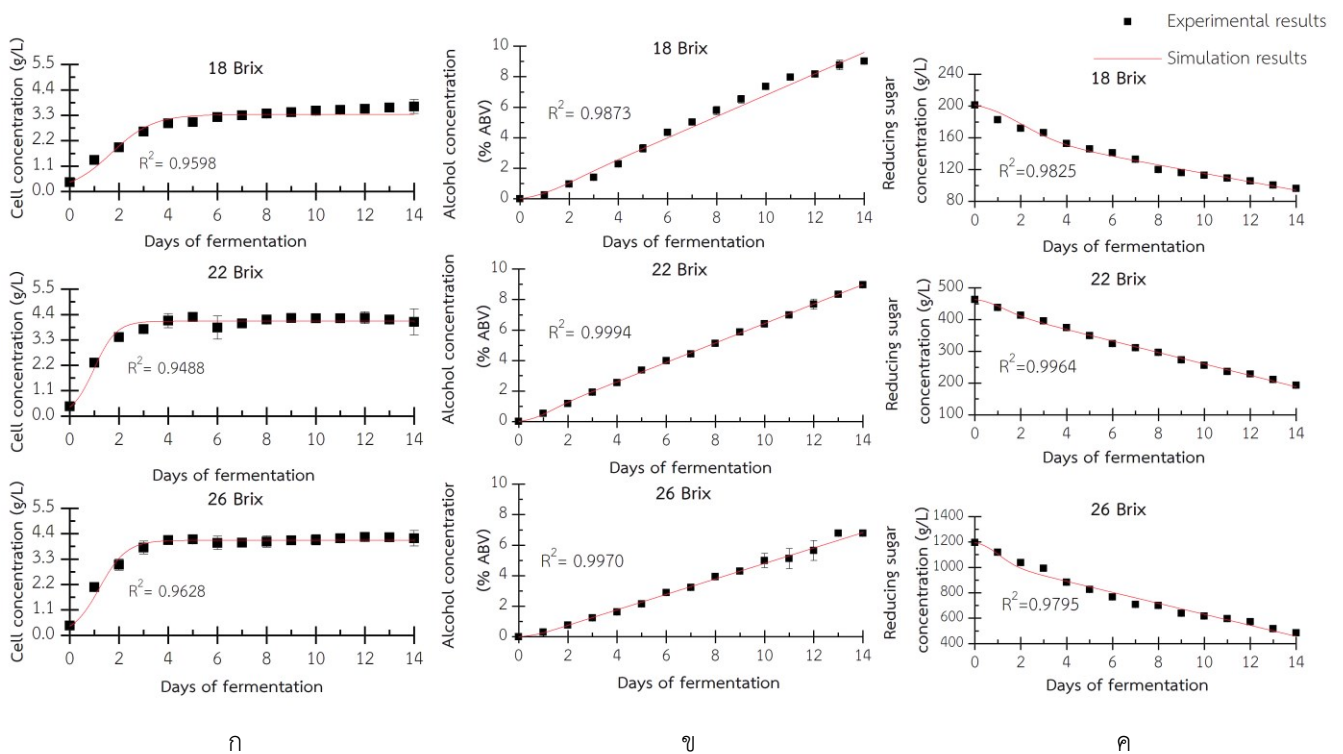 Experimental results
Simulation results
18 Brix
Cell concentration (g/L)
5.5
4.4
3.3
2.2
1.1
0.0
R2= 0.9598
0 2 4 6 8 10 12 14
Days of fermentation
18 Brix
Alcohol concentration
(% ABV)
10
8
6
4
2
0
R2= 0.9873
0 2 4 6 8 10 12 14
Days of fermentation
18 Brix
Reducing sugar
concentration (g/L)
240
200
160
120
80
R2= 0.9825
0 2 4 6 8 10 12 14
Days of fermentation
22 Brix
Cell concentration (g/L)
5.5
4.4
3.3
2.2
1.1
0.0
R2= 0.9488
0 2 4 6 8 10 12 14
Days of fermentation
22 Brix
Alcohol concentration
(% ABV)
10
8
6
4
2
0
R2= 0.9994
0 2 4 6 8 10 12 14
Days of fermentation
22 Brix
Reducing sugar
concentration (g/L)
500
400
300
200
100
R2= 0.9964
0 2 4 6 8 10 12 14
Days of fermentation
26 Brix
Cell concentration (g/L)
5.5
4.4
3.3
2.2
1.1
0.0
R2= 0.9628
0 2 4 6 8 10 12 14
Days of fermentation
26 Brix
Alcohol concentratior
(% ABV)
10
8
6
4
2
0
R2= 0.9970
0 2 4 6 8 10 12 14
Days of fermentation
26 Brix
Reducing sugar
concentration (g/L)
1400
1200
1000
800
600
400
R2=0.9795
0 2 4 6 8 10 12 14
Days of fermentation
ก ข ค